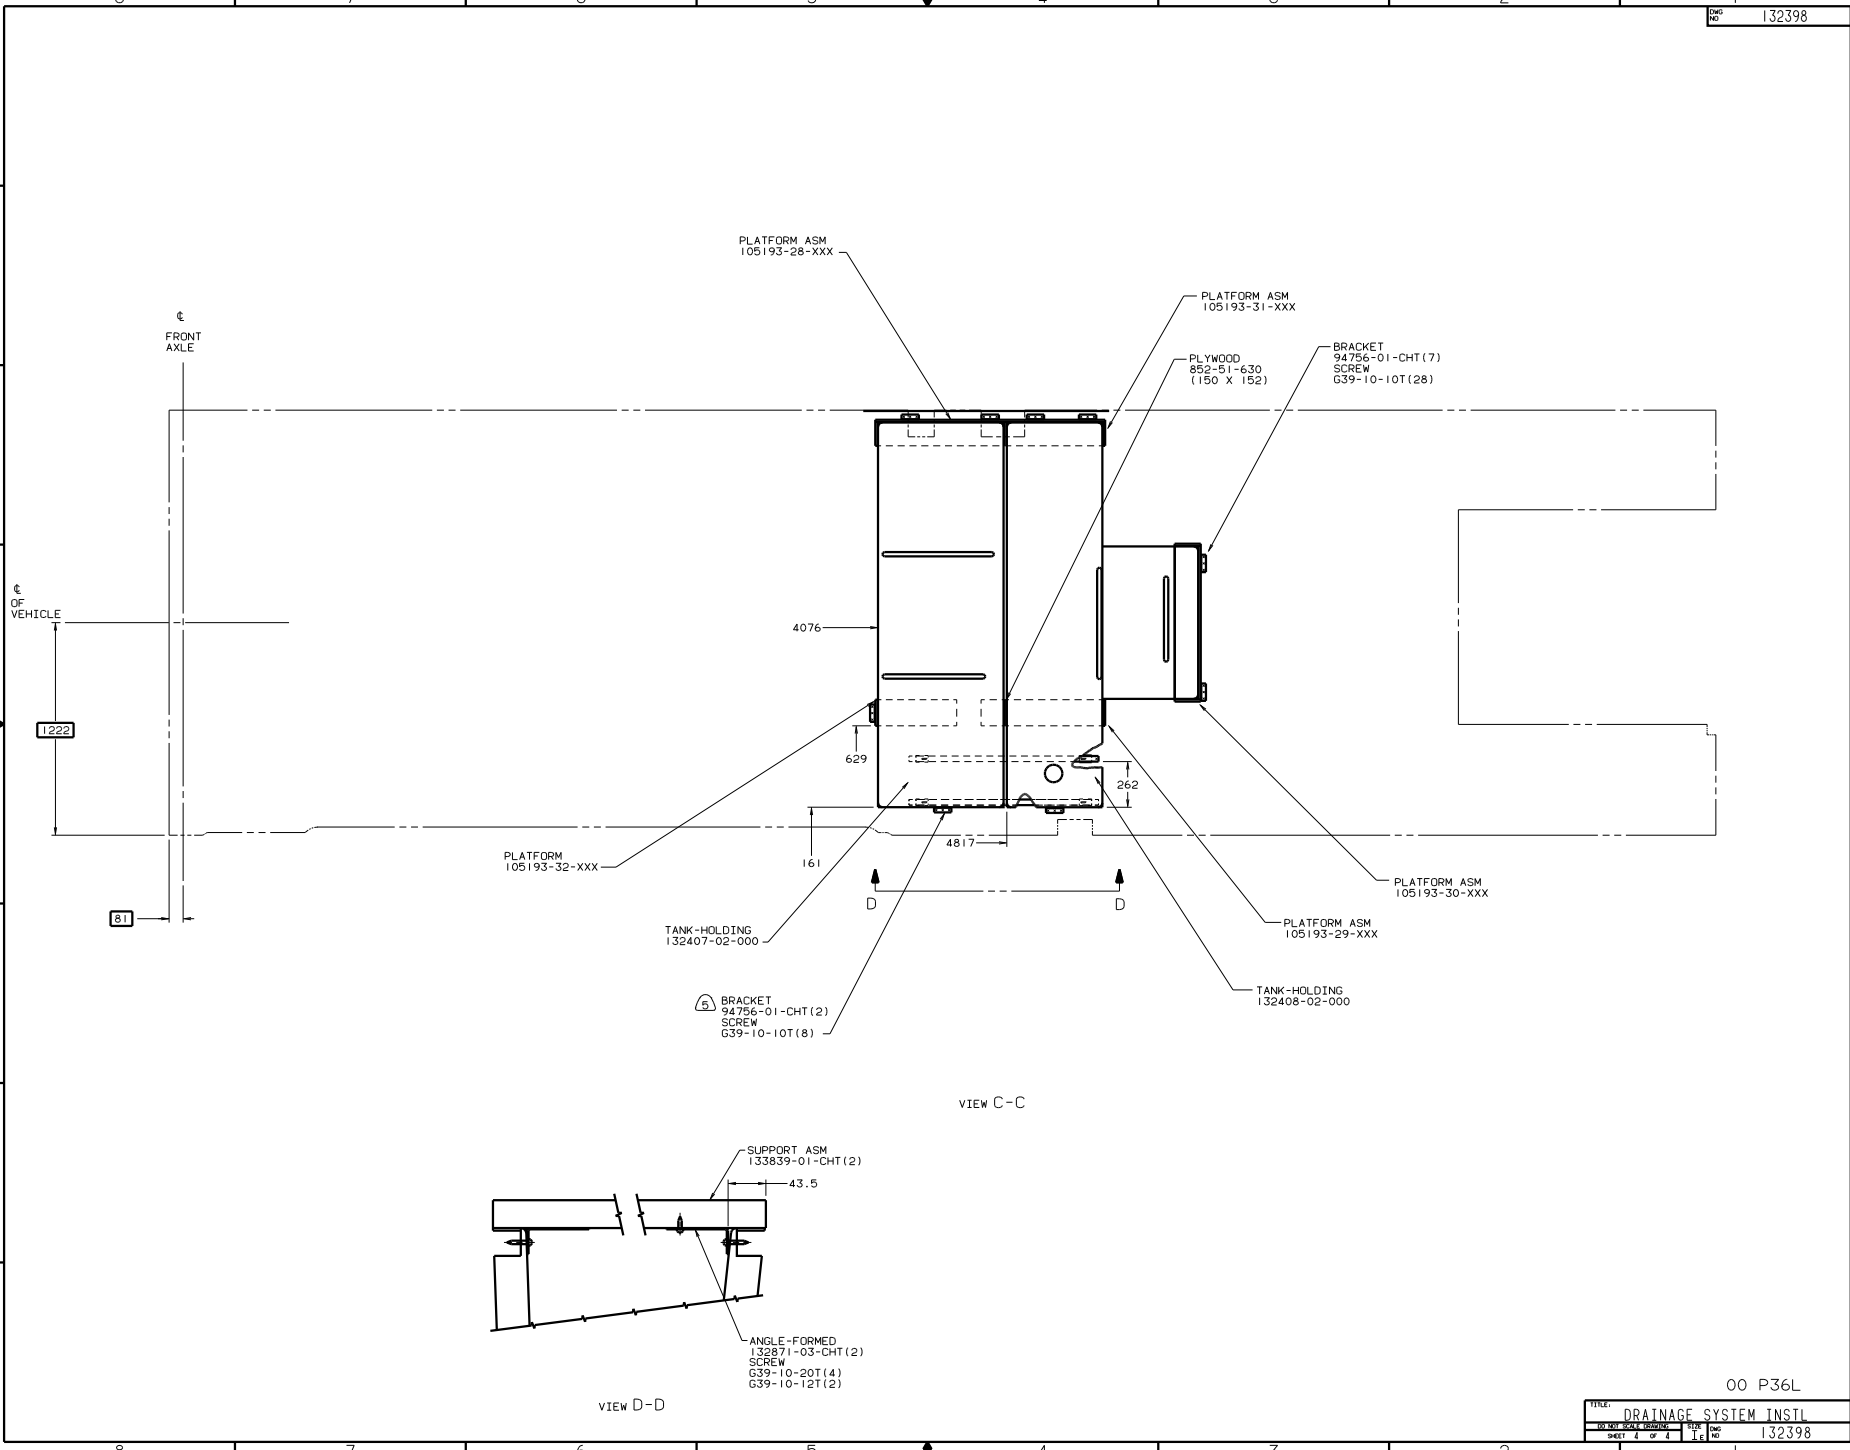 DWG
NO 132398
PLATFORM ASM
105193-28-XXX
PLATFORM ASM
105193-31-XXX
℄
FRONT
AXLE
PLYWOOD
852-51-630
(150 X 152)
BRACKET
94756-01-CHT(7)
SCREW
G39-10-10T(28)
℄
OF
VEHICLE
4076
1222
629
262
4817
161
PLATFORM
105193-32-XXX
D D
PLATFORM ASM
105193-30-XXX
81
PLATFORM ASM
105193-29-XXX
TANK-HOLDING
132407-02-000
TANK-HOLDING
132408-02-000
5 BRACKET
94756-01-CHT(2)
SCREW
G39-10-10T(8)
VIEW C-C
SUPPORT ASM
133839-01-CHT(2)
43.5
ANGLE-FORMED
132871-03-CHT(2)
SCREW
G39-10-20T(4)
G39-10-12T(2)
VIEW D-D
00 P36L
TITLE:
DRAINAGE SYSTEM INSTL
DO NOT SCALE DRAWING
SHEET 4 OF 4
SIZE
DWG
NO 132398